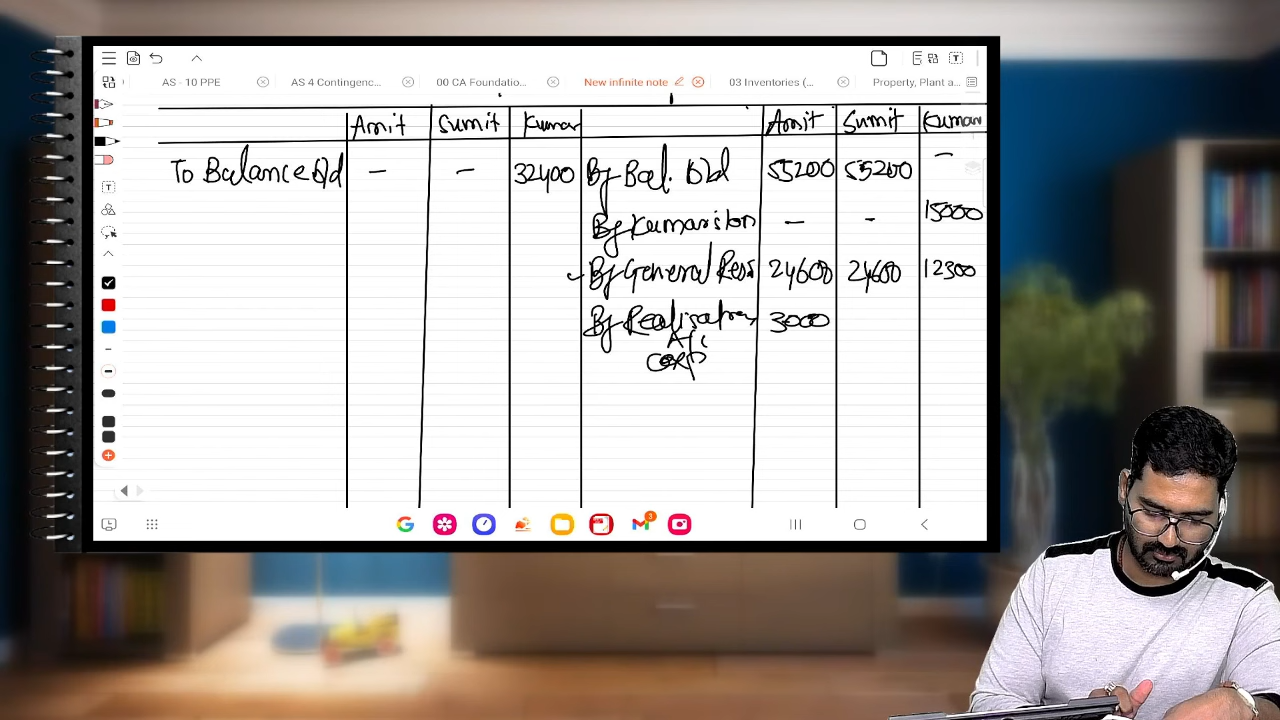 AS - 10 PPE
AS 4 Contingenc...
00 CA Foundatio...
New infinite note
03 Inventories (...
Property, Plant a...
Amit Sumit Kumar Amit Sumit Kumar
To Balance b/d - - 32400 By Bal. b/d 55200 55200 -
By Kumar's loan - - 15000
By General Res. 24600 24600 12300
By Realisation 3000
A/c
3